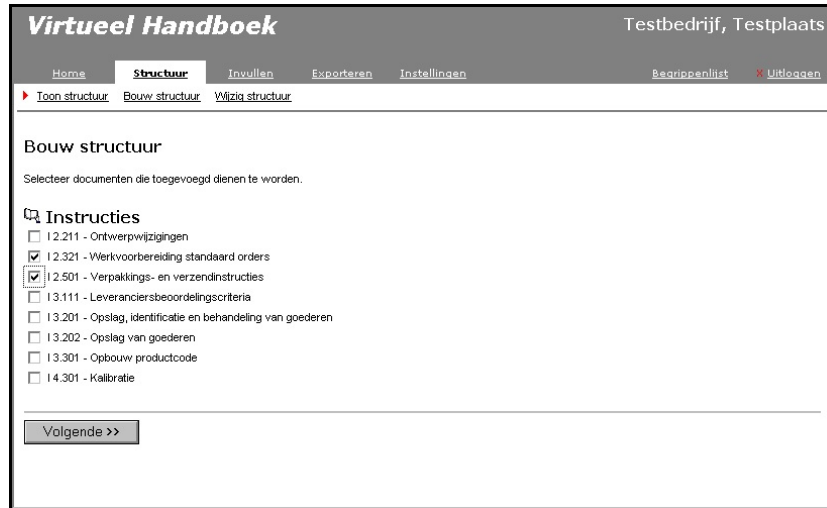 Virtueel Handboek
Testbedrijf, Testplaats
Home Structuur Invullen Exporteren Instellingen Begrippenlijst X Uitloggen
Toon structuur Bouw structuur Wijzig structuur
Bouw structuur
Selecteer documenten die toegevoegd dienen te worden.
Instructies
I 2.211 - Ontwerpwijzigingen
I 2.321 - Werkvoorbereiding standaard orders
I 2.501 - Verpakkings- en verzendinstructies
I 3.111 - Leveranciersbeoordelingscriteria
I 3.201 - Opslag, identificatie en behandeling van goederen
I 3.202 - Opslag van goederen
I 3.301 - Opbouw productcode
I 4.301 - Kalibratie
Volgende >>